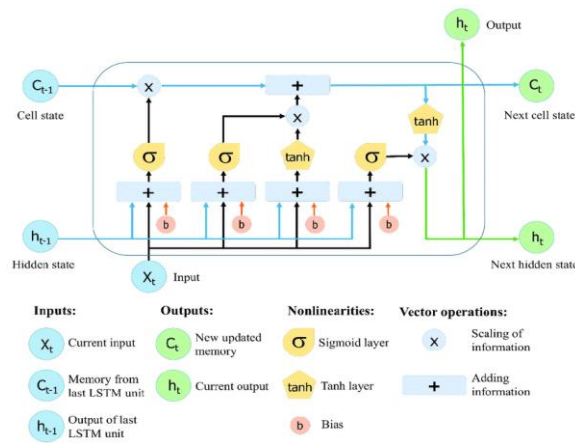 hₜ
Output
Cₜ₋₁
X
+
Cₜ
Cell state
Next cell state
X
tanh
σ
σ
tanh
σ
X
+
+
+
+
b
b
b
b
hₜ₋₁
hₜ
Hidden state
Next hidden state
Xₜ
Input
Inputs:
Outputs:
Nonlinearities:
Vector operations:
Xₜ
Current input
Cₜ
New updated
memory
σ
Sigmoid layer
X
Scaling of
information
Cₜ₋₁
Memory from
last LSTM unit
hₜ
Current output
tanh
Tanh layer
+
Adding
information
hₜ₋₁
Output of last
LSTM unit
b
Bias